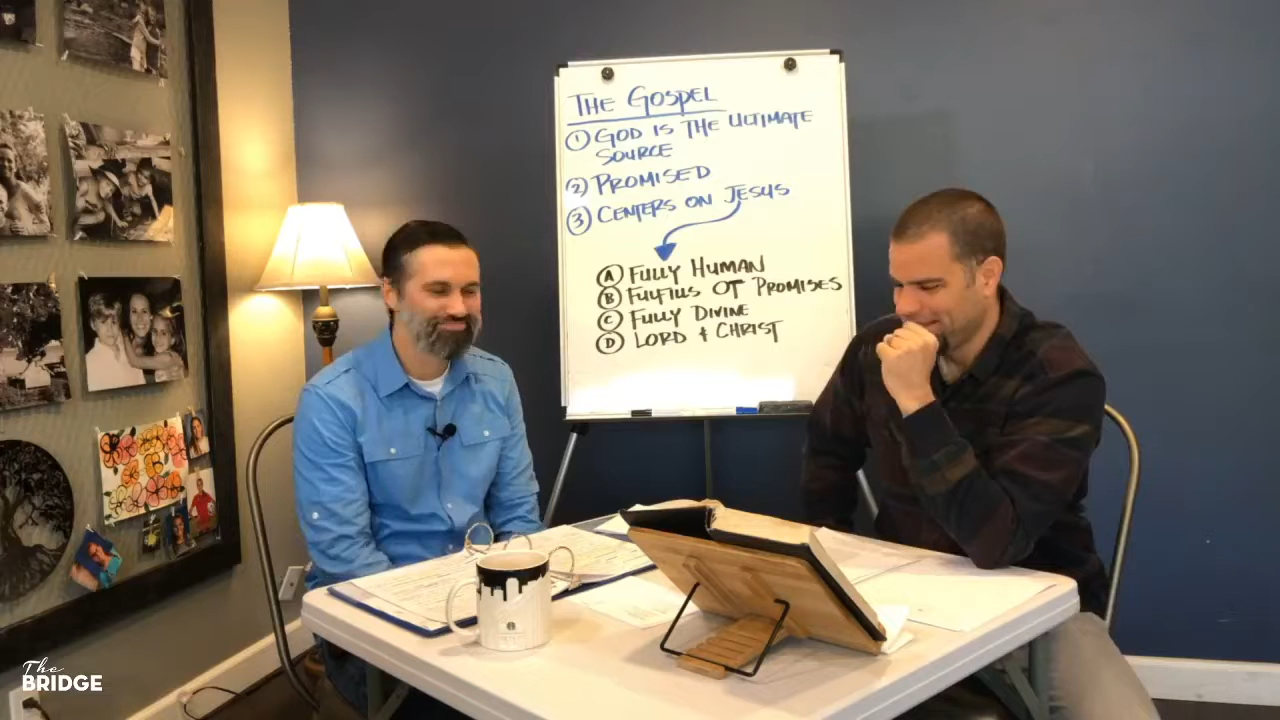 THE GOSPEL
① GOD IS THE ULTIMATE
SOURCE
② PROMISED
③ CENTERS ON JESUS
Ⓐ FULLY HUMAN
Ⓑ FULFILLS OT PROMISES
Ⓒ FULLY DIVINE
Ⓓ LORD + CHRIST
The
BRIDGE